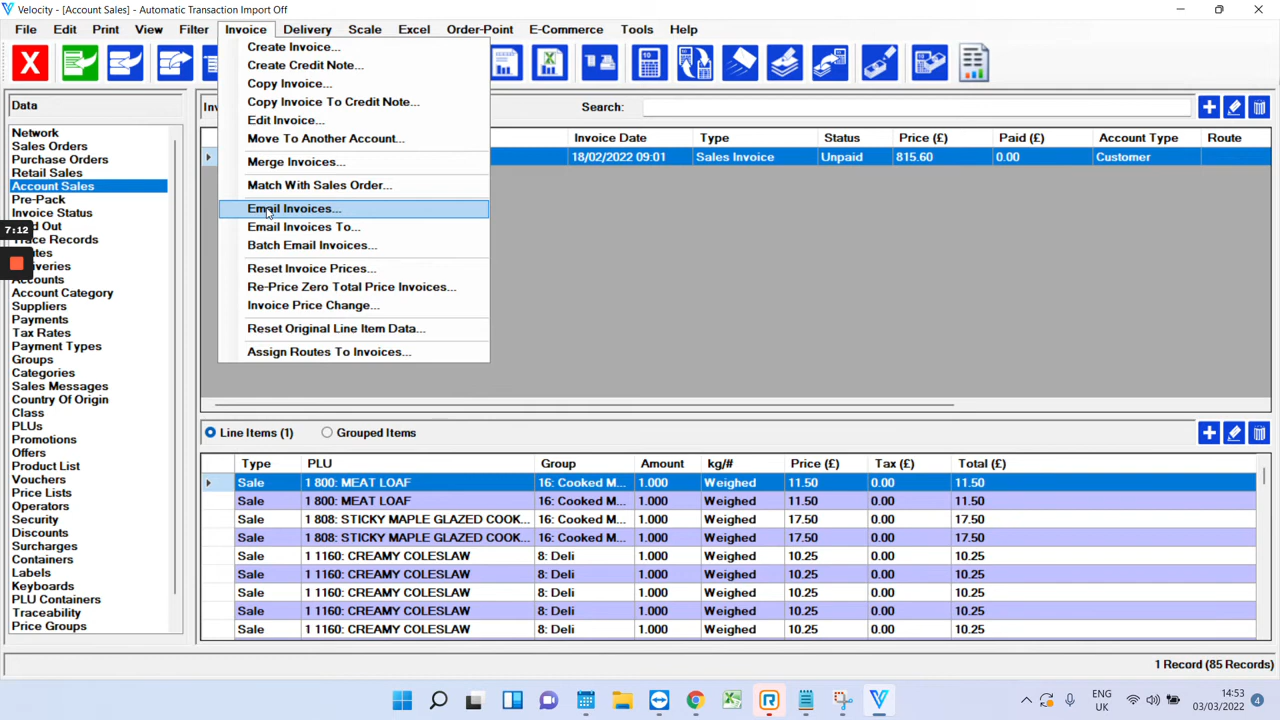 Velocity - [Account Sales] - Automatic Transaction Import Off
File Edit Print View Filter Invoice Delivery Scale Excel Order-Point E-Commerce Tools Help
Create Invoice...
Create Credit Note...
Copy Invoice...
Copy Invoice To Credit Note...
Edit Invoice...
Move To Another Account...
Merge Invoices...
Match With Sales Order...
Email Invoices...
Email Invoices To...
Batch Email Invoices...
Reset Invoice Prices...
Re-Price Zero Total Price Invoices...
Invoice Price Change...
Reset Original Line Item Data...
Assign Routes To Invoices...
Data
Network
Sales Orders
Purchase Orders
Retail Sales
Account Sales
Pre-Pack
Invoice Status
d Out
race Records
utes
liveries
Accounts
Account Category
Suppliers
Payments
Tax Rates
Payment Types
Groups
Categories
Sales Messages
Country Of Origin
Class
PLUs
Promotions
Offers
Product List
Vouchers
Price Lists
Operators
Security
Discounts
Surcharges
Containers
Labels
Keyboards
PLU Containers
Traceability
Price Groups
7:12
Inv
Search:
Invoice Date Type Status Price (£) Paid (£) Account Type Route
18/02/2022 09:01 Sales Invoice Unpaid 815.60 0.00 Customer
Line Items (1) Grouped Items
Type PLU Group Amount kg/# Price (£) Tax (£) Total (£)
Sale 1 800: MEAT LOAF 16: Cooked M... 1.000 Weighed 11.50 0.00 11.50
Sale 1 800: MEAT LOAF 16: Cooked M... 1.000 Weighed 11.50 0.00 11.50
Sale 1 808: STICKY MAPLE GLAZED COOK... 16: Cooked M... 1.000 Weighed 17.50 0.00 17.50
Sale 1 808: STICKY MAPLE GLAZED COOK... 16: Cooked M... 1.000 Weighed 17.50 0.00 17.50
Sale 1 1160: CREAMY COLESLAW 8: Deli 1.000 Weighed 10.25 0.00 10.25
Sale 1 1160: CREAMY COLESLAW 8: Deli 1.000 Weighed 10.25 0.00 10.25
Sale 1 1160: CREAMY COLESLAW 8: Deli 1.000 Weighed 10.25 0.00 10.25
Sale 1 1160: CREAMY COLESLAW 8: Deli 1.000 Weighed 10.25 0.00 10.25
Sale 1 1160: CREAMY COLESLAW 8: Deli 1.000 Weighed 10.25 0.00 10.25
1 Record (85 Records)
ENG
UK
14:53
03/03/2022
4